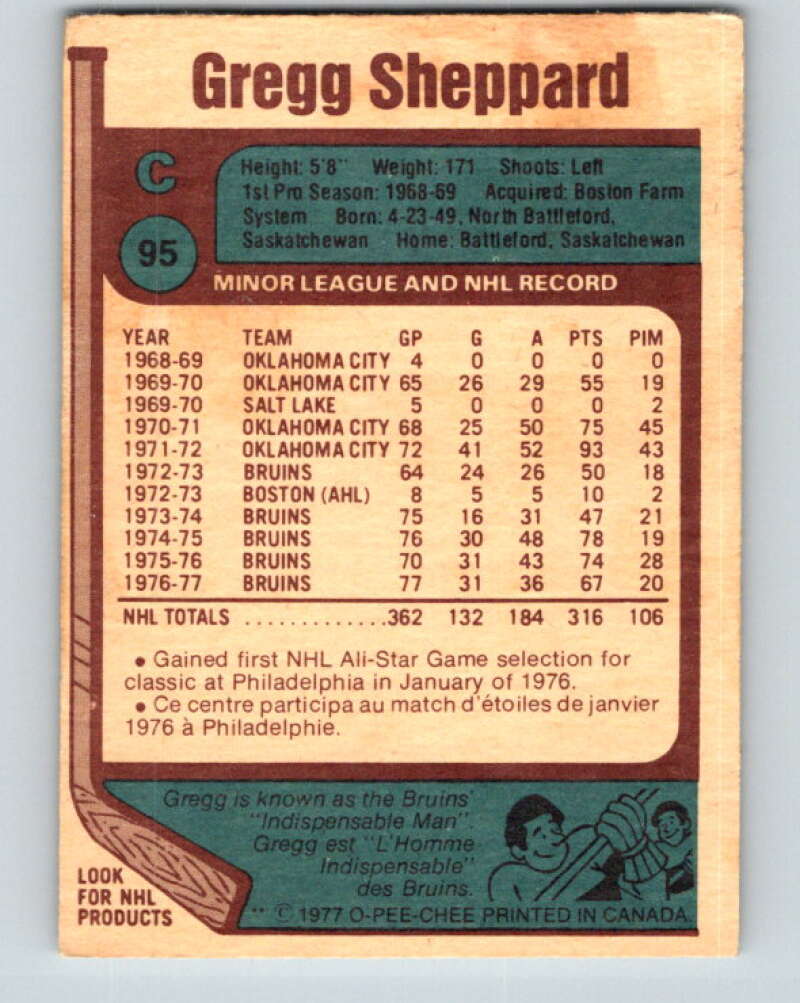 Gregg Sheppard
C
95
Height: 5'8" Weight: 171 Shoots: Left
1st Pro Season: 1968-69 Acquired: Boston Farm
System Born: 4-23-49, North Battleford,
Saskatchewan Home: Battleford, Saskatchewan
MINOR LEAGUE AND NHL RECORD
YEAR TEAM GP G A PTS PIM
1968-69 OKLAHOMA CITY 4 0 0 0 0
1969-70 OKLAHOMA CITY 65 26 29 55 19
1969-70 SALT LAKE 5 0 0 0 2
1970-71 OKLAHOMA CITY 68 25 50 75 45
1971-72 OKLAHOMA CITY 72 41 52 93 43
1972-73 BRUINS 64 24 26 50 18
1972-73 BOSTON (AHL) 8 5 5 10 2
1973-74 BRUINS 75 16 31 47 21
1974-75 BRUINS 76 30 48 78 19
1975-76 BRUINS 70 31 43 74 28
1976-77 BRUINS 77 31 36 67 20
NHL TOTALS .............362 132 184 316 106
• Gained first NHL All-Star Game selection for
classic at Philadelphia in January of 1976.
• Ce centre participa au match d'étoiles de janvier
1976 à Philadelphie.
Gregg is known as the Bruins'
"Indispensable Man".
Gregg est "L'Homme
Indispensable"
des Bruins.
LOOK
FOR NHL
PRODUCTS
** © 1977 O-PEE-CHEE PRINTED IN CANADA.